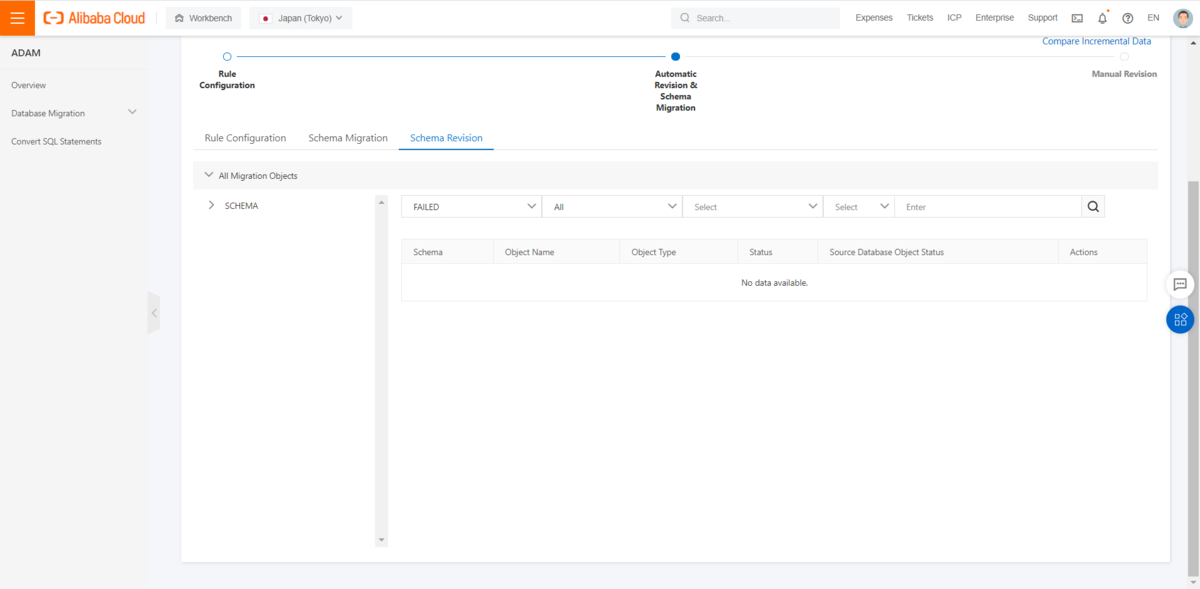 Alibaba Cloud
Workbench
Japan (Tokyo)
Search...
Expenses
Tickets
ICP
Enterprise
Support
EN
ADAM
Overview
Database Migration
Convert SQL Statements
Compare Incremental Data
Rule
Configuration
Automatic
Revision &
Schema
Migration
Manual Revision
Rule Configuration
Schema Migration
Schema Revision
All Migration Objects
SCHEMA
FAILED
All
Select
Select
Enter
Schema
Object Name
Object Type
Status
Source Database Object Status
Actions
No data available.